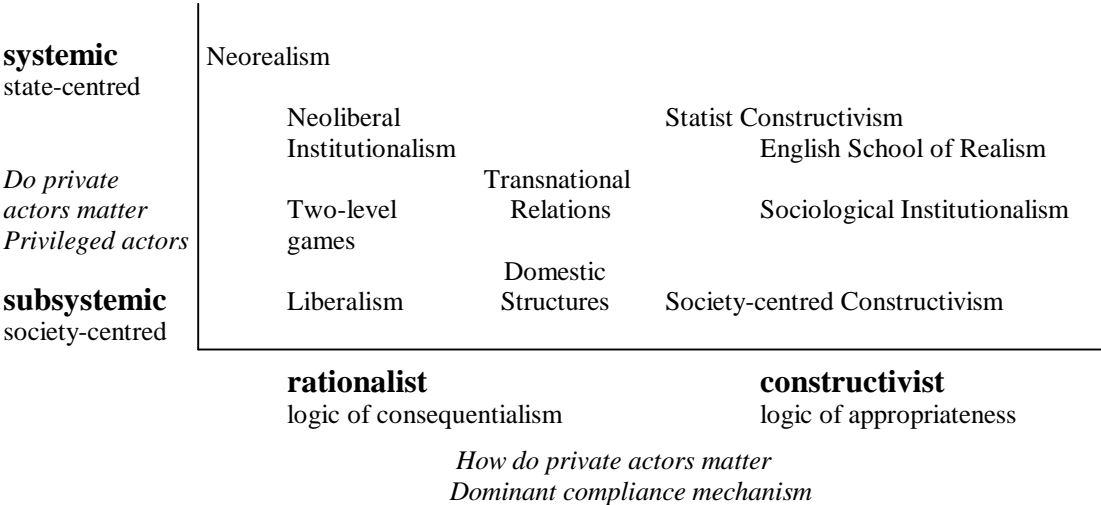 systemic Neorealism
state-centred
Neoliberal Statist Constructivism
Institutionalism English School of Realism
Do private Transnational
actors matter Two-level Relations Sociological Institutionalism
Privileged actors games
Domestic
subsystemic Liberalism Structures Society-centred Constructivism
society-centred
rationalist constructivist
logic of consequentialism logic of appropriateness
How do private actors matter
Dominant compliance mechanism